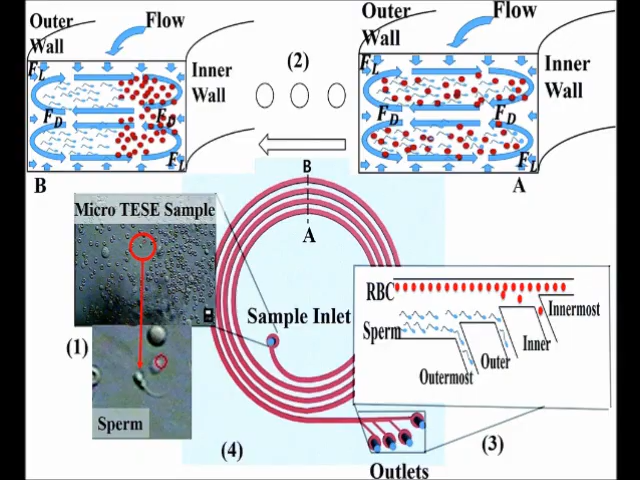 Outer
Wall
Flow
F_L
Inner
Wall
F_D
F_D
F_L
B
(2)
Outer
Wall
Flow
F_L
Inner
Wall
F_D
F_D
F_L
A
B
A
Micro TESE Sample
(1)
Sperm
Sample Inlet
RBC
Sperm
Innermost
Inner
Outer
Outermost
(3)
(4)
Outlets